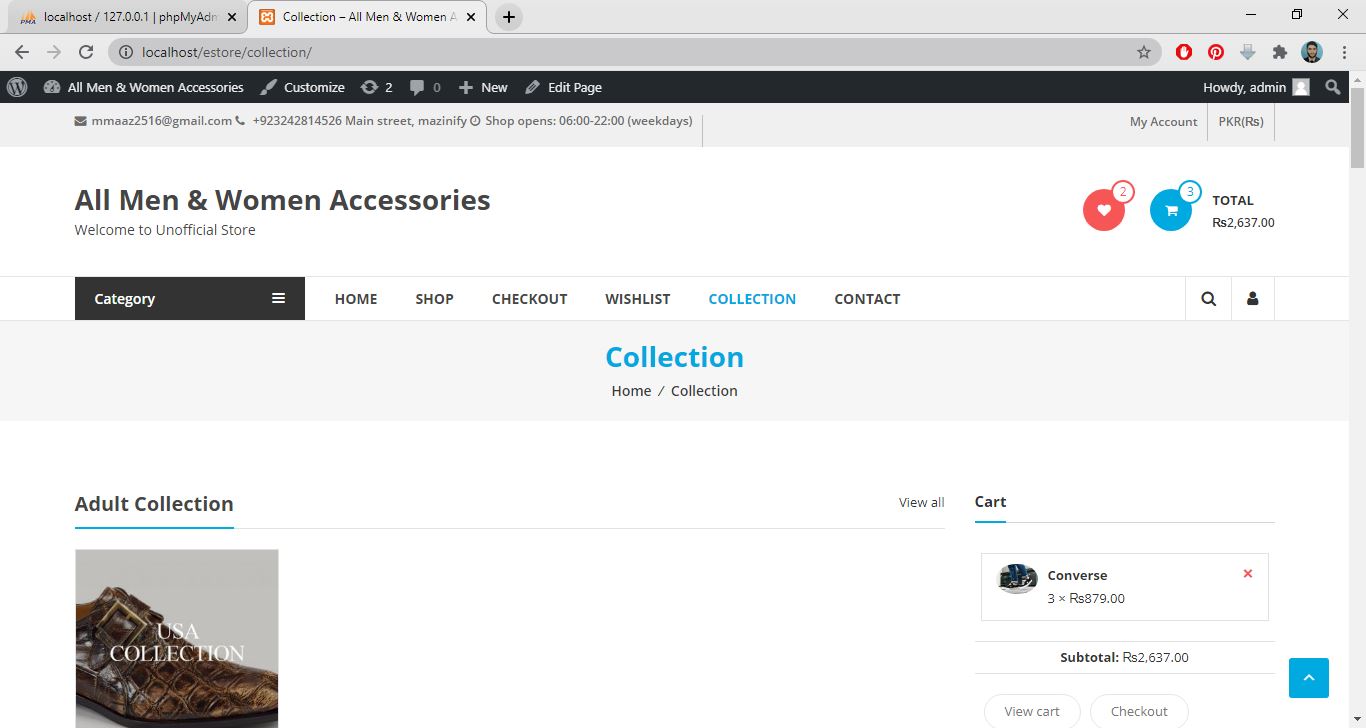 localhost / 127.0.0.1 | phpMyAdm
Collection – All Men & Women A
localhost/estore/collection/
All Men & Women Accessories Customize 2 0 New Edit Page Howdy, admin
mmaaz2516@gmail.com +923242814526 Main street, mazinify Shop opens: 06:00-22:00 (weekdays) My Account PKR(₨)
All Men & Women Accessories
Welcome to Unofficial Store
2 3 TOTAL
₨2,637.00
Category HOME SHOP CHECKOUT WISHLIST COLLECTION CONTACT
Collection
Home / Collection
Adult Collection View all
USA
COLLECTION
Cart
Converse
3 × ₨879.00
Subtotal: ₨2,637.00
View cart Checkout